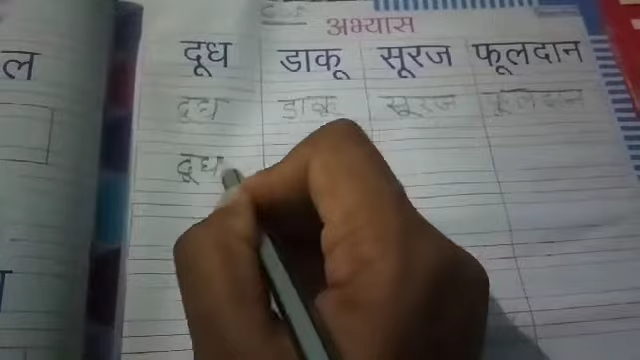 अभ्यास
दूध डाकू सूरज फूलदान
दूध डाकू सूरज फूलदान
दूध
ल